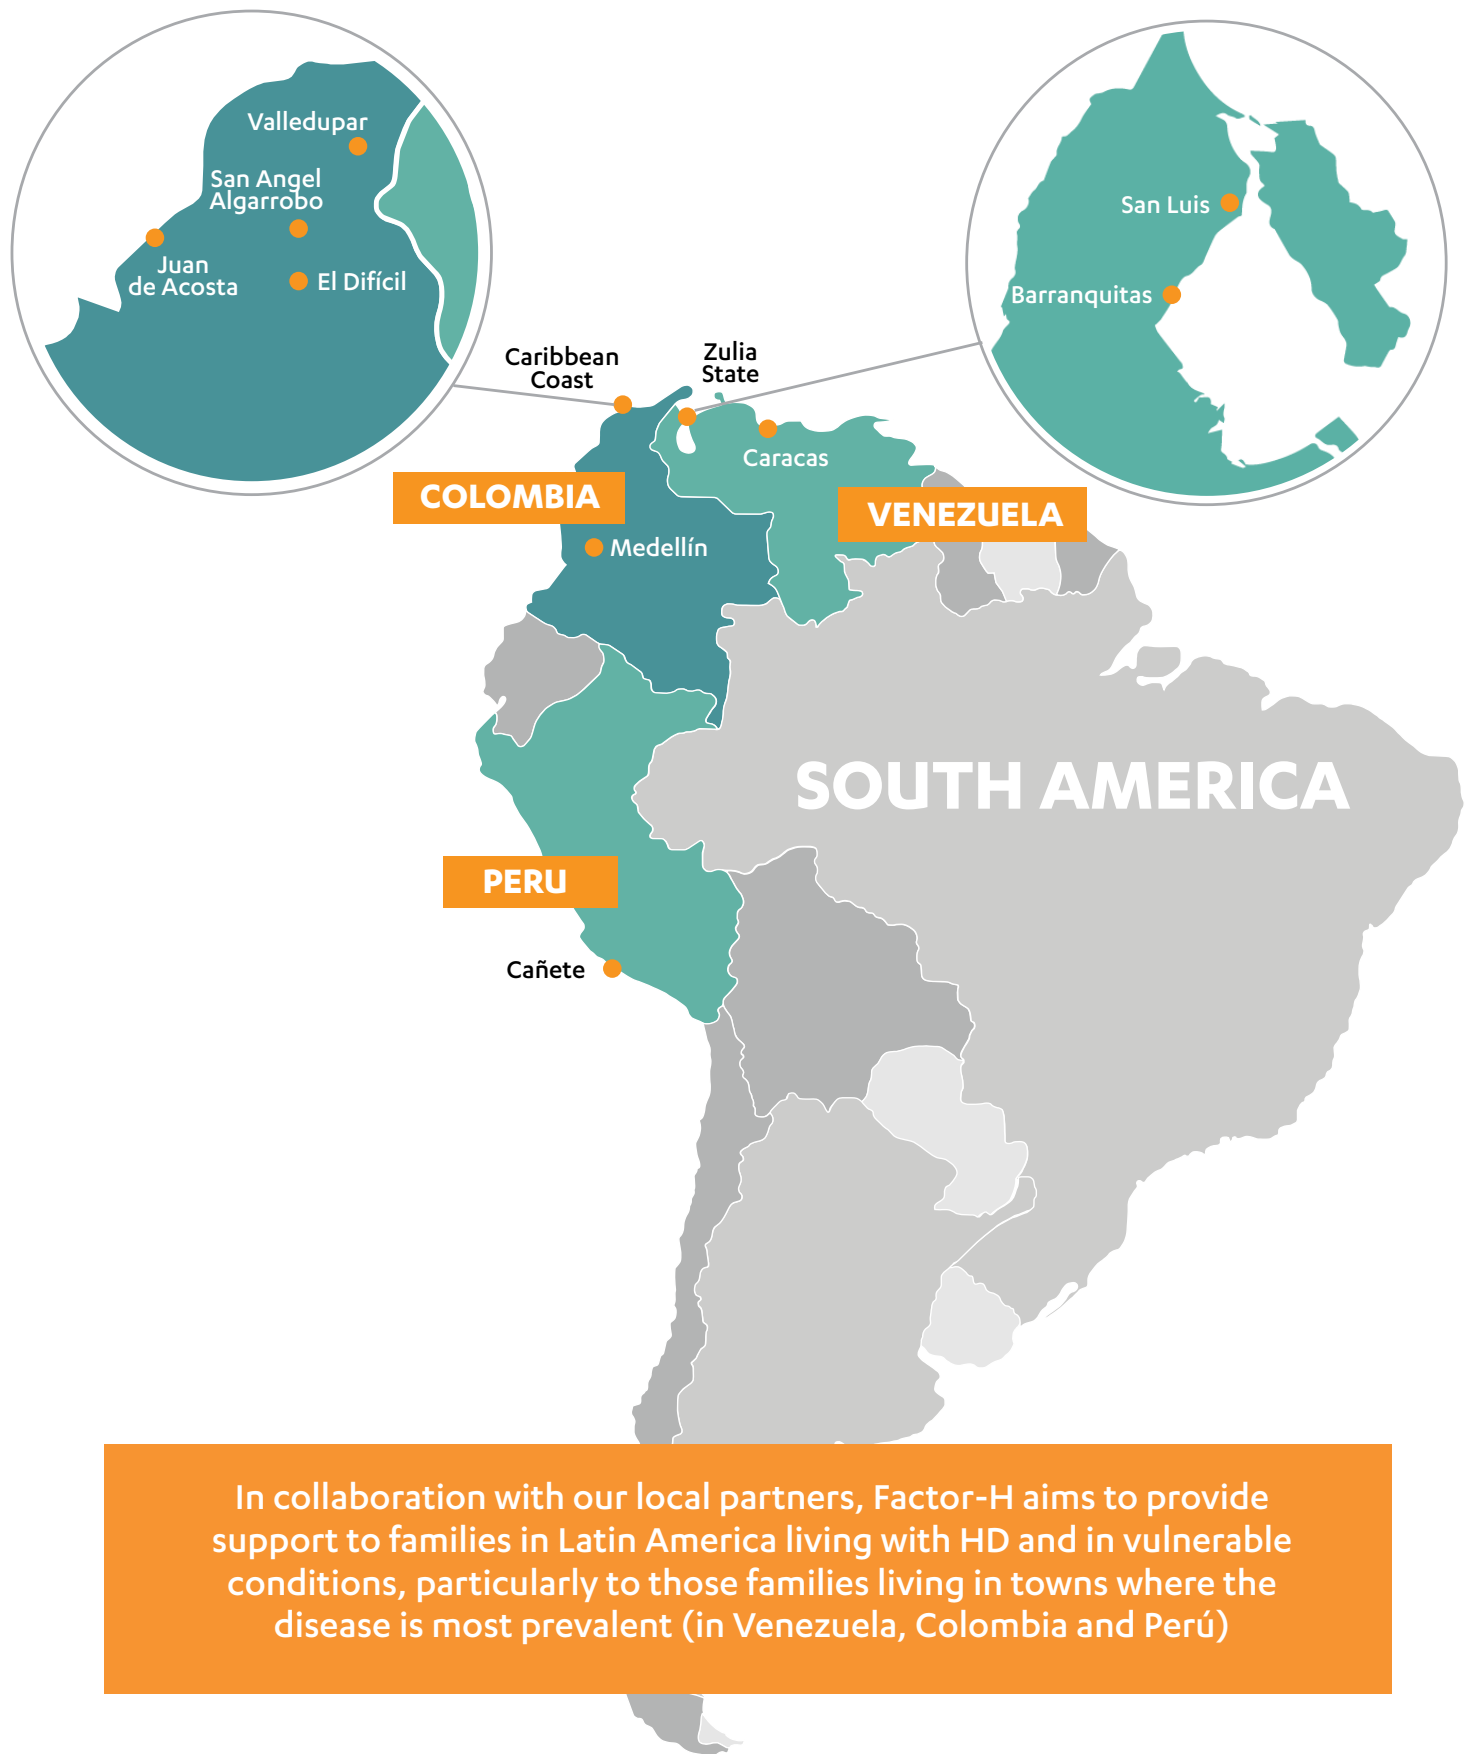 Valledupar
San Angel
Algarrobo
Juan
de Acosta
El Difícil
San Luis
Barranquitas
Caribbean
Coast
Zulia
State
Caracas
COLOMBIA
VENEZUELA
Medellín
SOUTH AMERICA
PERU
Cañete
In collaboration with our local partners, Factor-H aims to provide
support to families in Latin America living with HD and in vulnerable
conditions, particularly to those families living in towns where the
disease is most prevalent (in Venezuela, Colombia and Perú)